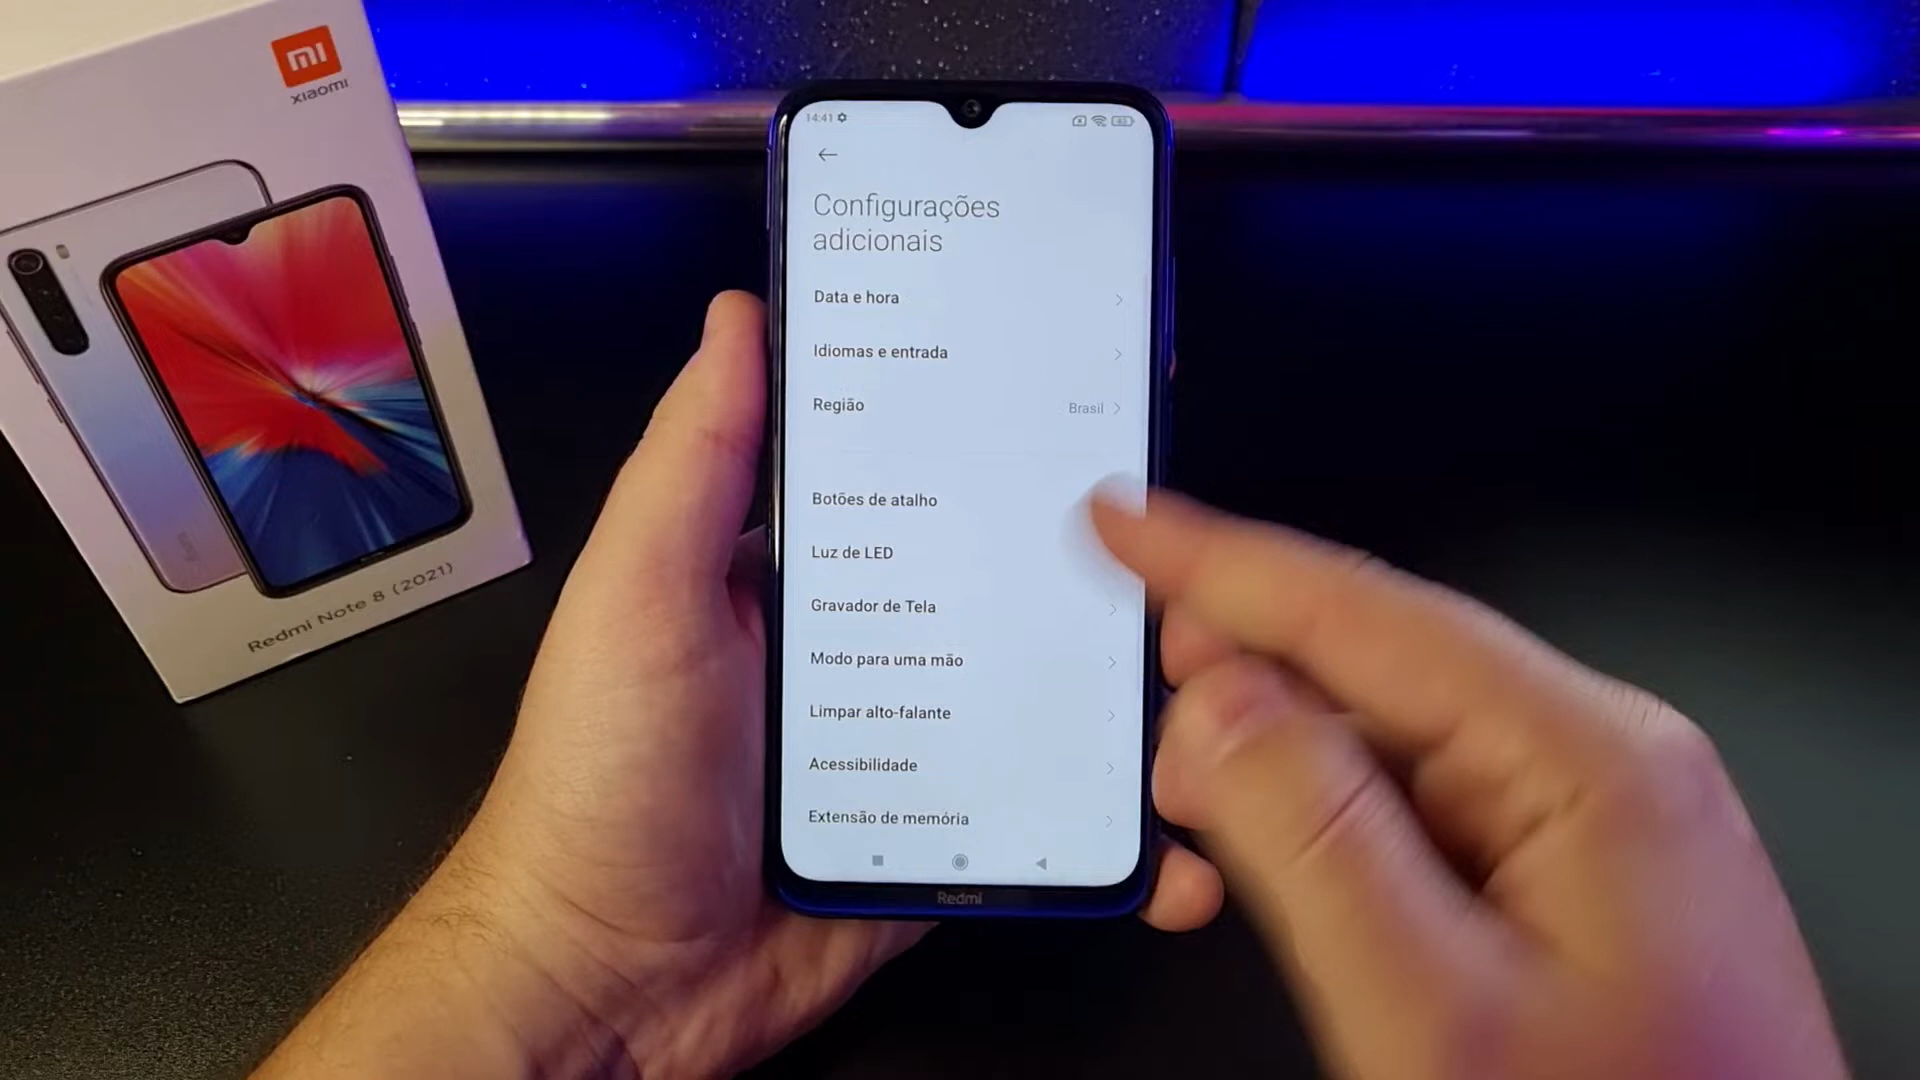 mi
xiaomi
Redmi Note 8 (2021)
14:41
Configurações
adicionais
Data e hora
Idiomas e entrada
Região
Brasil
Botões de atalho
Luz de LED
Gravador de Tela
Modo para uma mão
Limpar alto-falante
Acessibilidade
Extensão de memória
Redmi